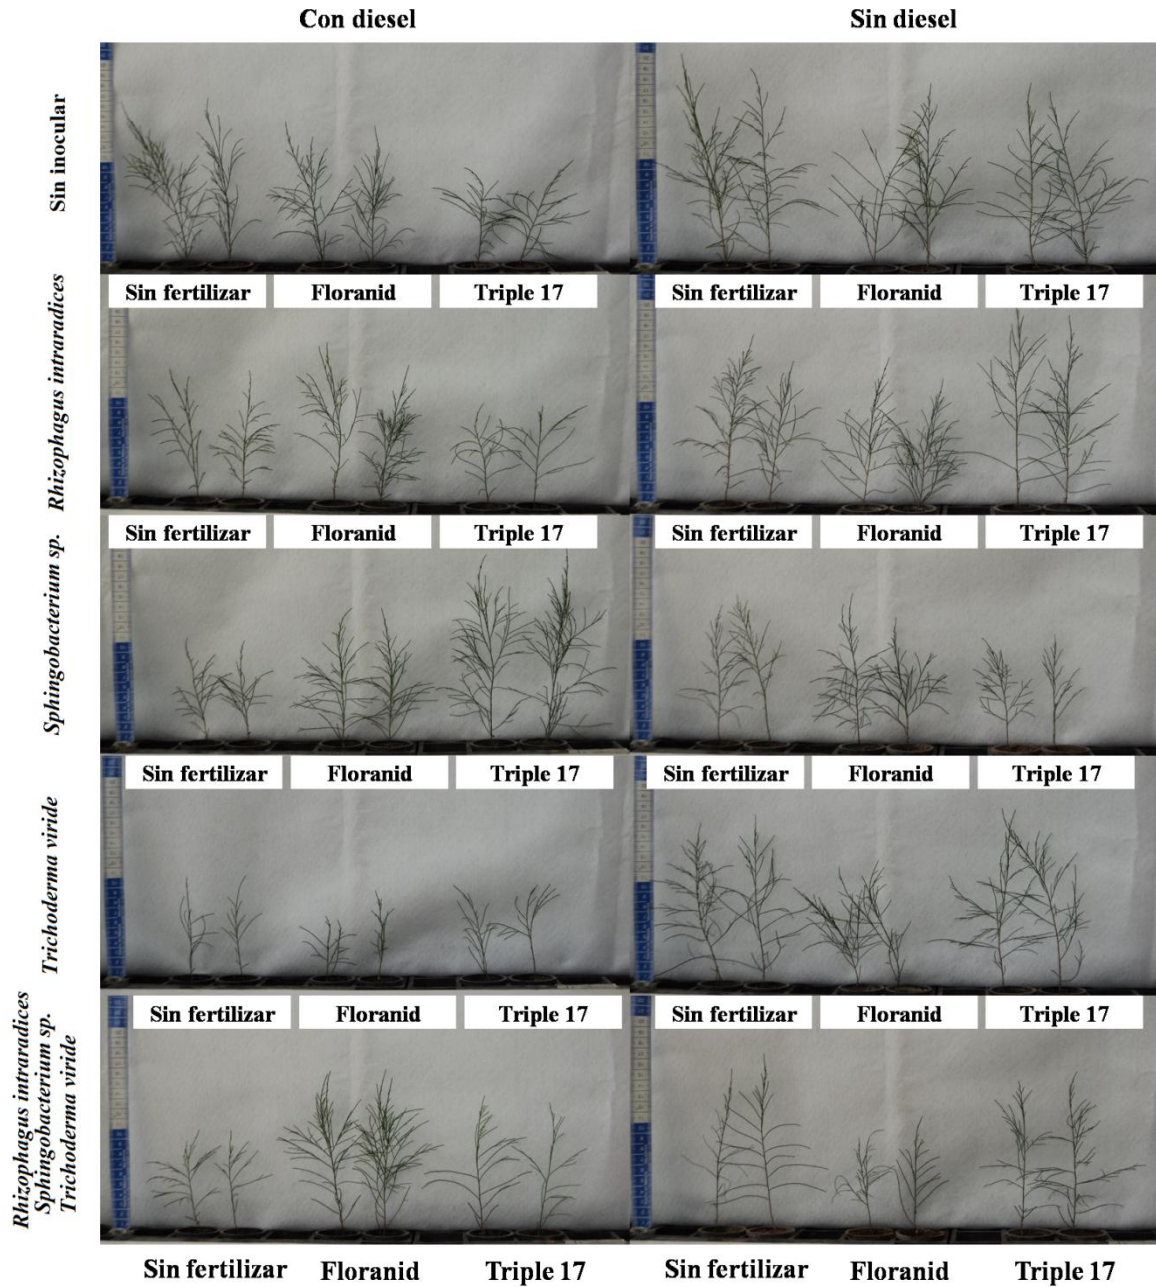 Con diesel Sin diesel
Sin inocular
Sin fertilizar Floranid Triple 17 Sin fertilizar Floranid Triple 17
Rhizophagus intraradices
Sin fertilizar Floranid Triple 17 Sin fertilizar Floranid Triple 17
Sphingobacterium sp.
Sin fertilizar Floranid Triple 17 Sin fertilizar Floranid Triple 17
Trichoderma viride
Sin fertilizar Floranid Triple 17 Sin fertilizar Floranid Triple 17
Rhizophagus intraradices
Sphingobacterium sp.
Trichoderma viride
Sin fertilizar Floranid Triple 17 Sin fertilizar Floranid Triple 17